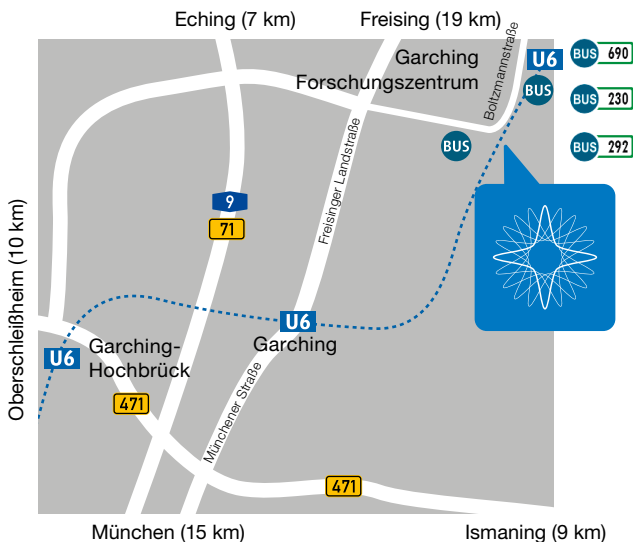 Eching (7 km)
Freising (19 km)
Garching
Forschungszentrum
Boltzmannstraße
U6
BUS 690
BUS
BUS 230
BUS
BUS 292
Freisinger Landstraße
9
71
Oberschleißheim (10 km)
U6
Garching
U6
Garching-
Hochbrück
471
Münchener Straße
471
München (15 km)
Ismaning (9 km)